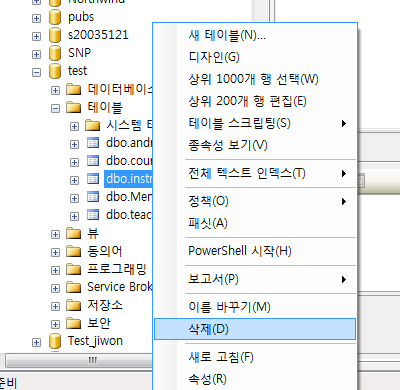 Northwind
pubs
s20035121
SNP
test
데이터베이스
테이블
시스템
dbo.andr
dbo.cour
dbo.instr
dbo.Mem
dbo.teac
뷰
동의어
프로그래밍
Service Brok
저장소
보안
Test_jiwon
준비
새 테이블(N)...
디자인(G)
상위 1000개 행 선택(W)
상위 200개 행 편집(E)
테이블 스크립팅(S)
종속성 보기(V)
전체 텍스트 인덱스(T)
정책(O)
패싯(A)
PowerShell 시작(H)
보고서(P)
이름 바꾸기(M)
삭제(D)
새로 고침(F)
속성(R)